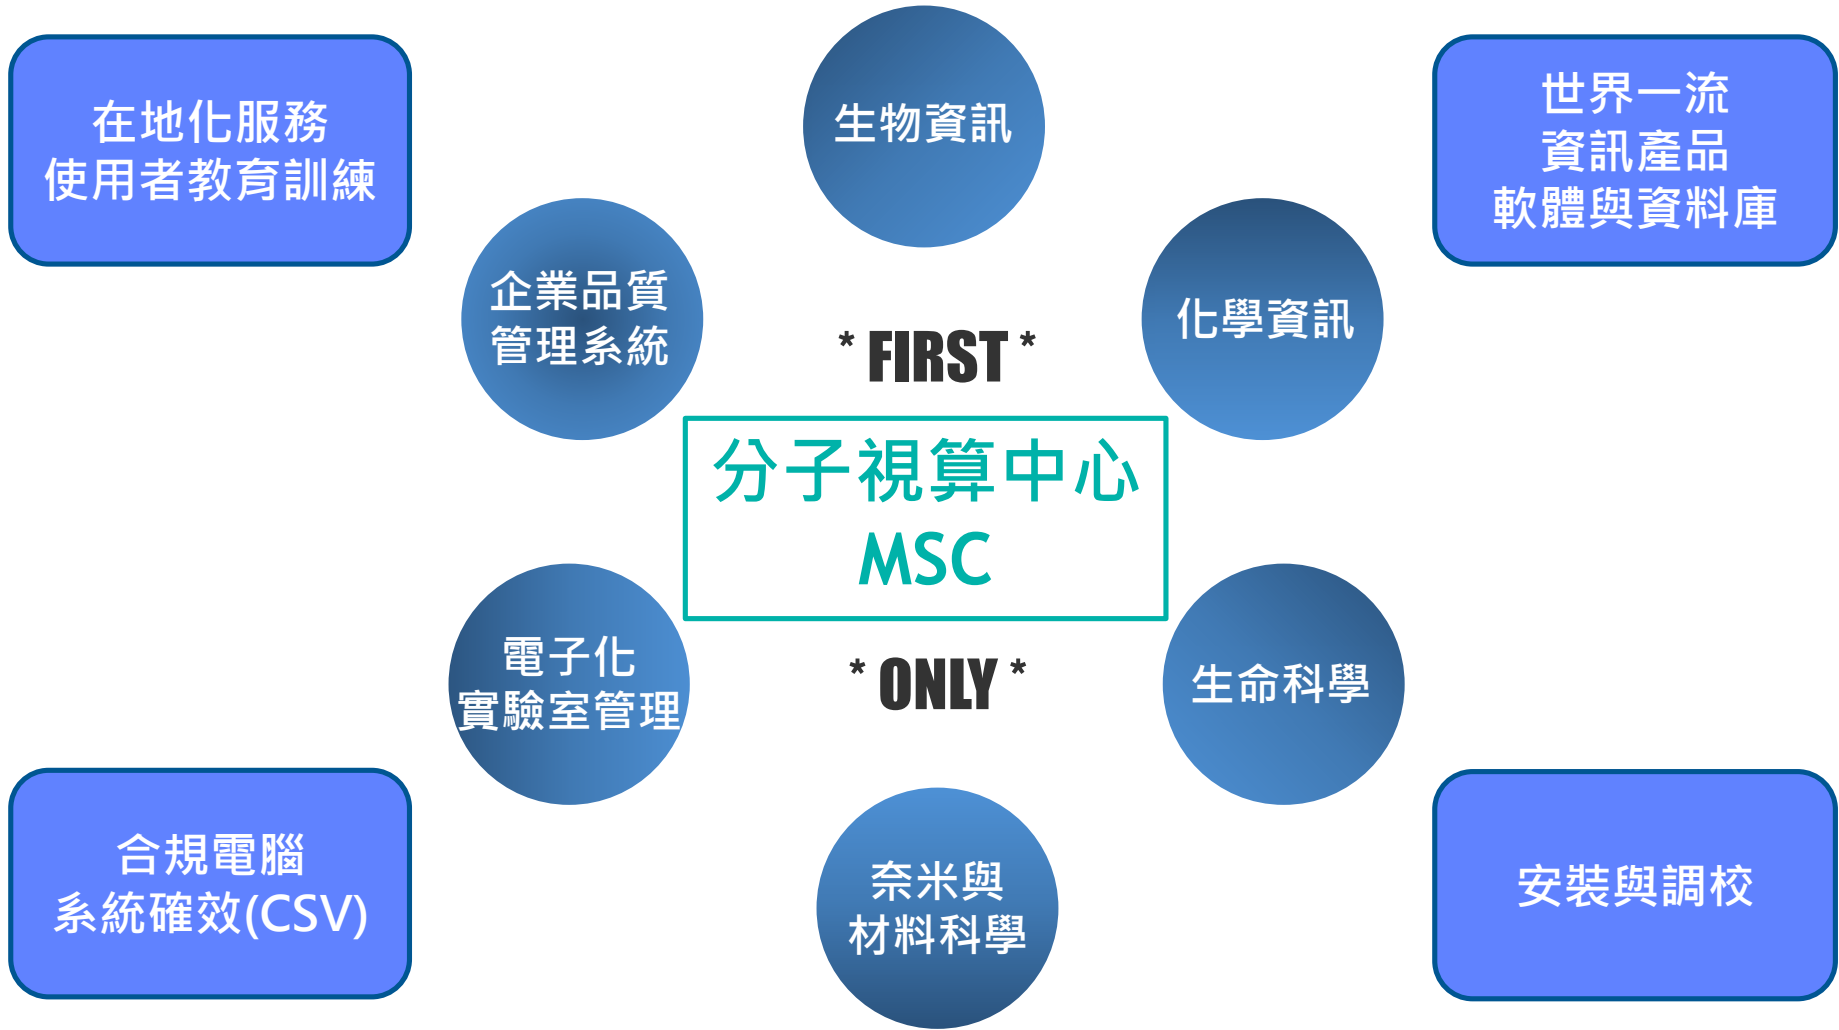 生物資訊
在地化服務
使用者教育訓練
世界一流
資訊產品
軟體與資料庫
企業品質
管理系統
化學資訊
* FIRST *
分子視算中心
MSC
電子化
實驗室管理
* ONLY *
生命科學
合規電腦
系統確效(CSV)
奈米與
材料科學
安裝與調校